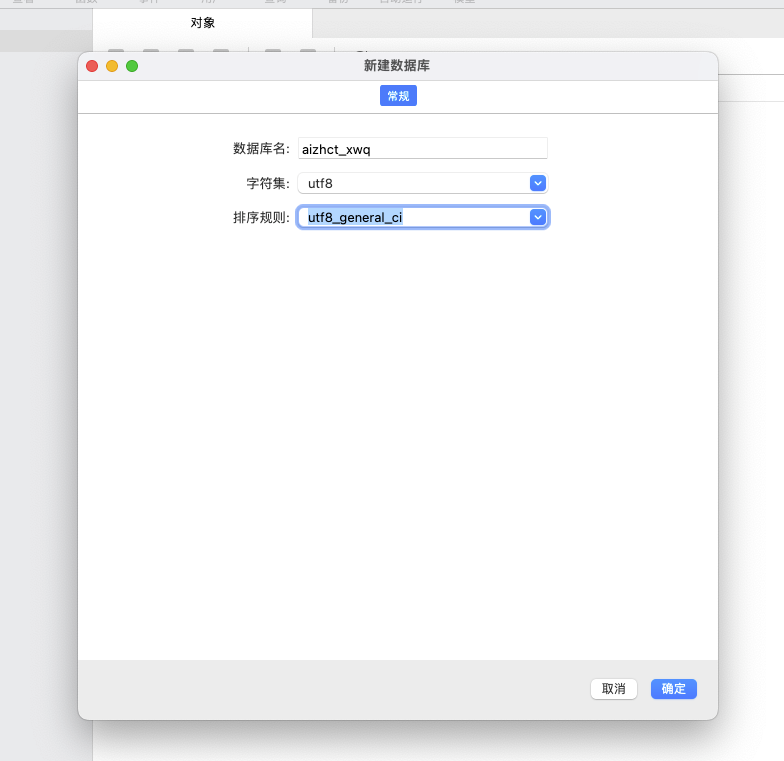 对象
新建数据库
常规
数据库名: aizhct_xwq
字符集: utf8
排序规则: utf8_general_ci
取消 确定